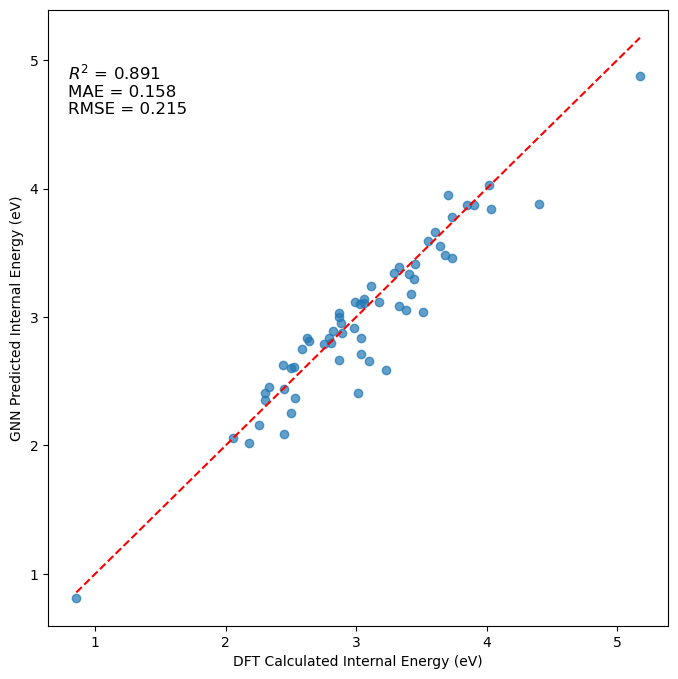 R² = 0.891
MAE = 0.158
RMSE = 0.215
GNN Predicted Internal Energy (eV)
5
4
3
2
1
1 2 3 4 5
DFT Calculated Internal Energy (eV)